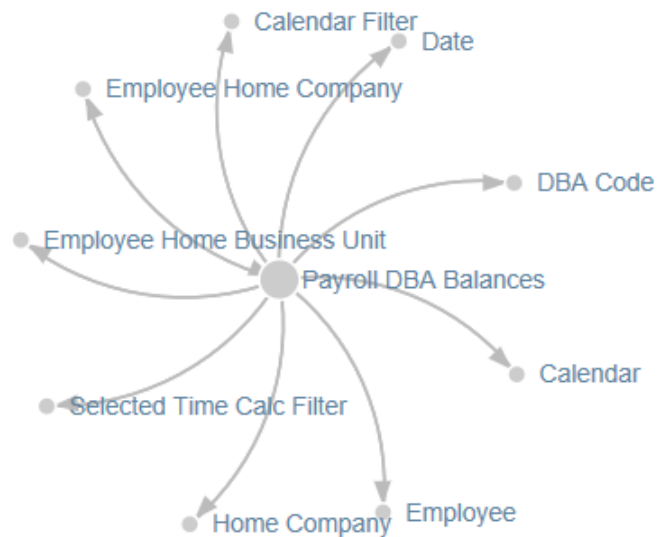 Calendar Filter
Date
Employee Home Company
DBA Code
Employee Home Business Unit
Payroll DBA Balances
Calendar
Selected Time Calc Filter
Employee
Home Company